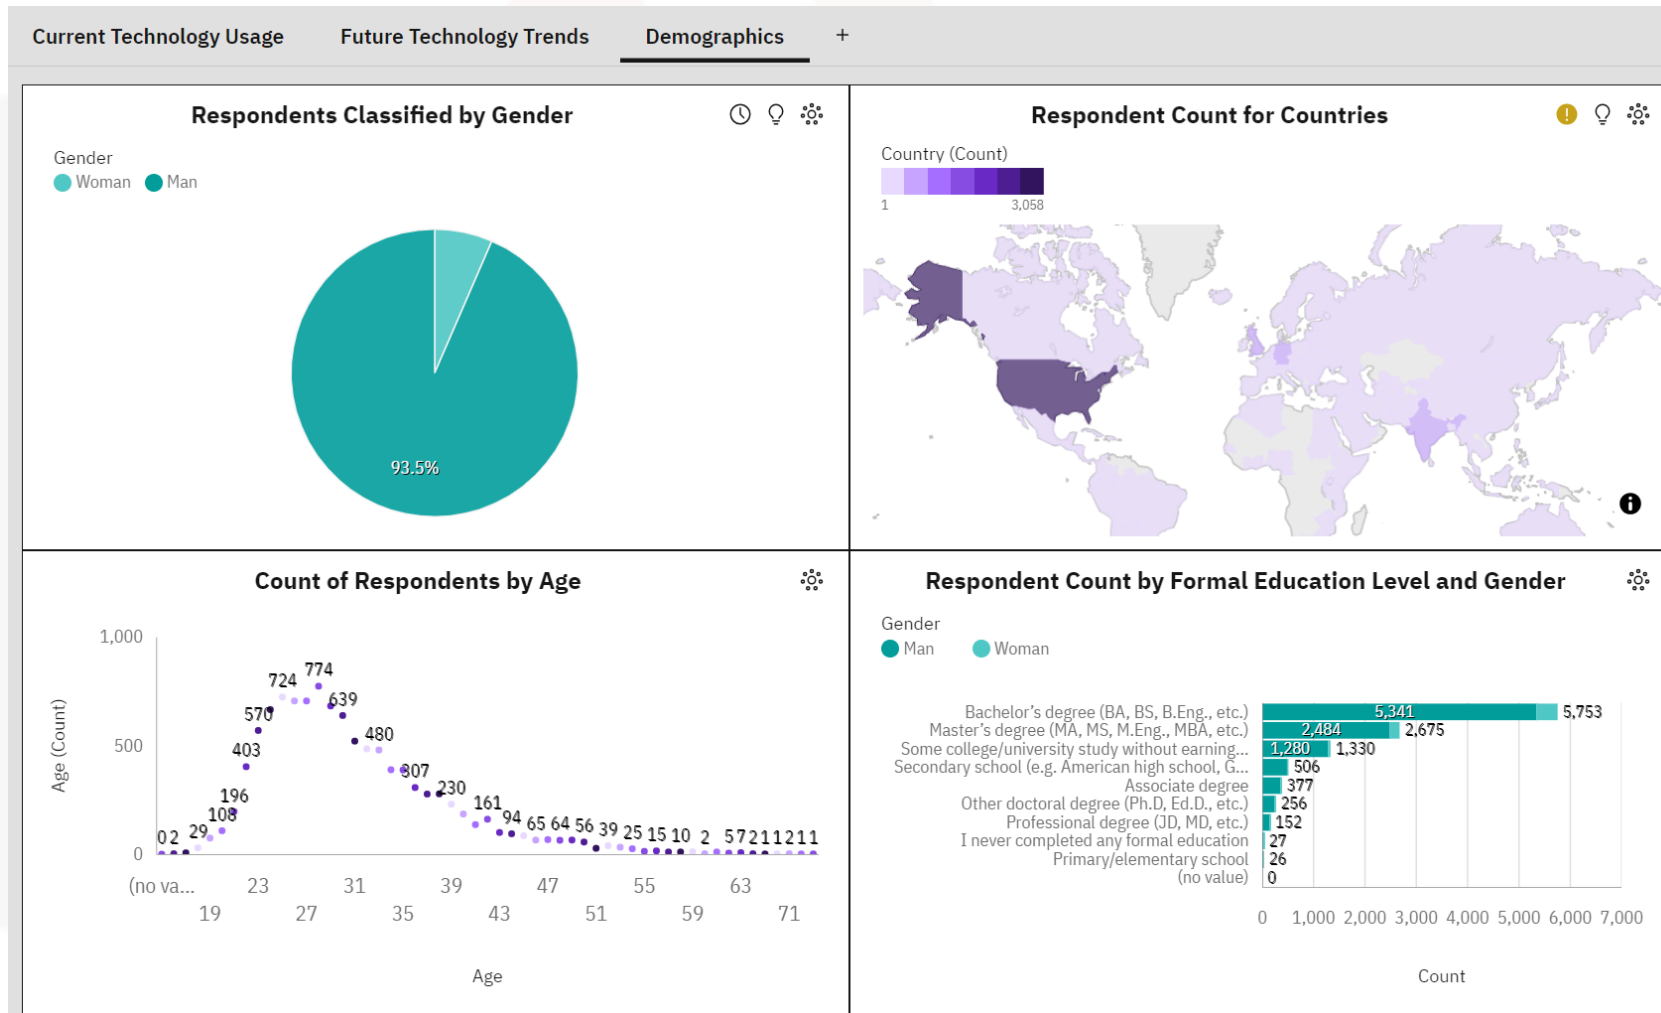 Current Technology Usage Future Technology Trends Demographics +
Respondents Classified by Gender
Gender
Woman Man
93.5%
Respondent Count for Countries
Country (Count)
1 3,058
Count of Respondents by Age
1,000
500
0
Age (Count)
0 2 29 108 196 403 570 724 774 639 480 307 230 161 94 65 64 56 39 25 15 10 2 5 7 2 1 1 2 1 1
(no va... 23 31 39 47 55 63
19 27 35 43 51 59 71
Age
Respondent Count by Formal Education Level and Gender
Gender
Man Woman
Bachelor’s degree (BA, BS, B.Eng., etc.) 5,341 5,753
Master’s degree (MA, MS, M.Eng., MBA, etc.) 2,484 2,675
Some college/university study without earning... 1,280 1,330
Secondary school (e.g. American high school, G... 506
Associate degree 377
Other doctoral degree (Ph.D, Ed.D., etc.) 256
Professional degree (JD, MD, etc.) 152
I never completed any formal education 27
Primary/elementary school 26
(no value) 0
0 1,000 2,000 3,000 4,000 5,000 6,000 7,000
Count